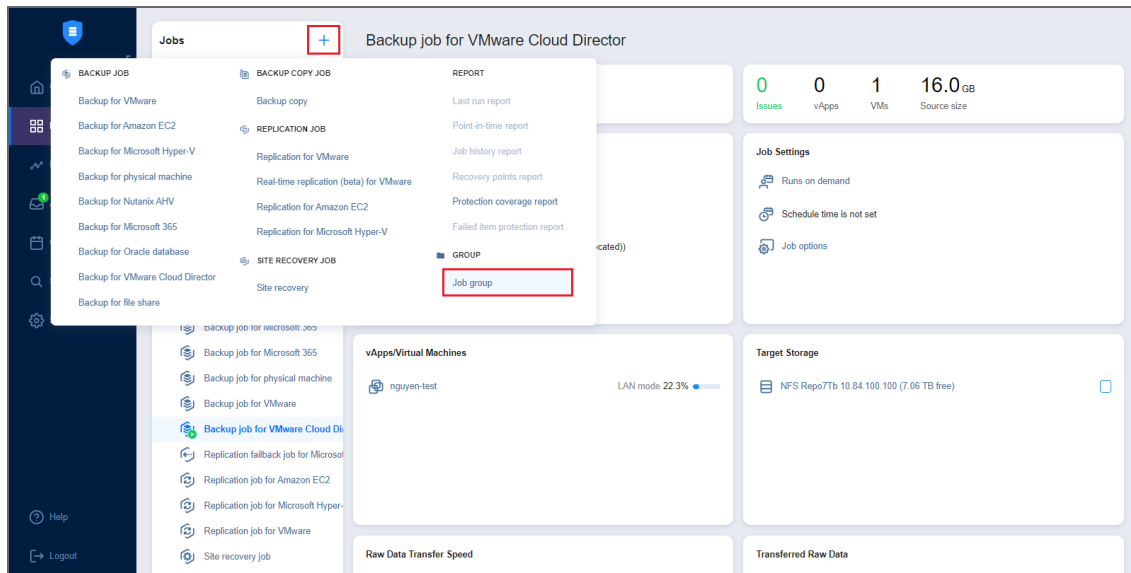 Jobs
+
Backup job for VMware Cloud Director
BACKUP JOB
Backup for VMware
Backup for Amazon EC2
Backup for Microsoft Hyper-V
Backup for physical machine
Backup for Nutanix AHV
Backup for Microsoft 365
Backup for Oracle database
Backup for VMware Cloud Director
Backup for file share
BACKUP COPY JOB
Backup copy
REPLICATION JOB
Replication for VMware
Real-time replication (beta) for VMware
Replication for Amazon EC2
Replication for Microsoft Hyper-V
SITE RECOVERY JOB
Site recovery
REPORT
Last run report
Point-in-time report
Job history report
Recovery points report
Protection coverage report
Failed item protection report
GROUP
Job group
1
cated))
0 0 1 16.0 GB
Issues vApps VMs Source size
Job Settings
Runs on demand
Schedule time is not set
Job options
Backup job for Microsoft 365
Backup job for Microsoft 365
Backup job for physical machine
Backup job for VMware
Backup job for VMware Cloud Di
Replication failback job for Microsof
Replication job for Amazon EC2
Replication job for Microsoft Hyper-
Replication job for VMware
Site recovery job
vApps/Virtual Machines
nguyen-test LAN mode 22.3%
Target Storage
NFS Repo7Tb 10.84.100.100 (7.06 TB free)
Raw Data Transfer Speed
Transferred Raw Data
Help
Logout